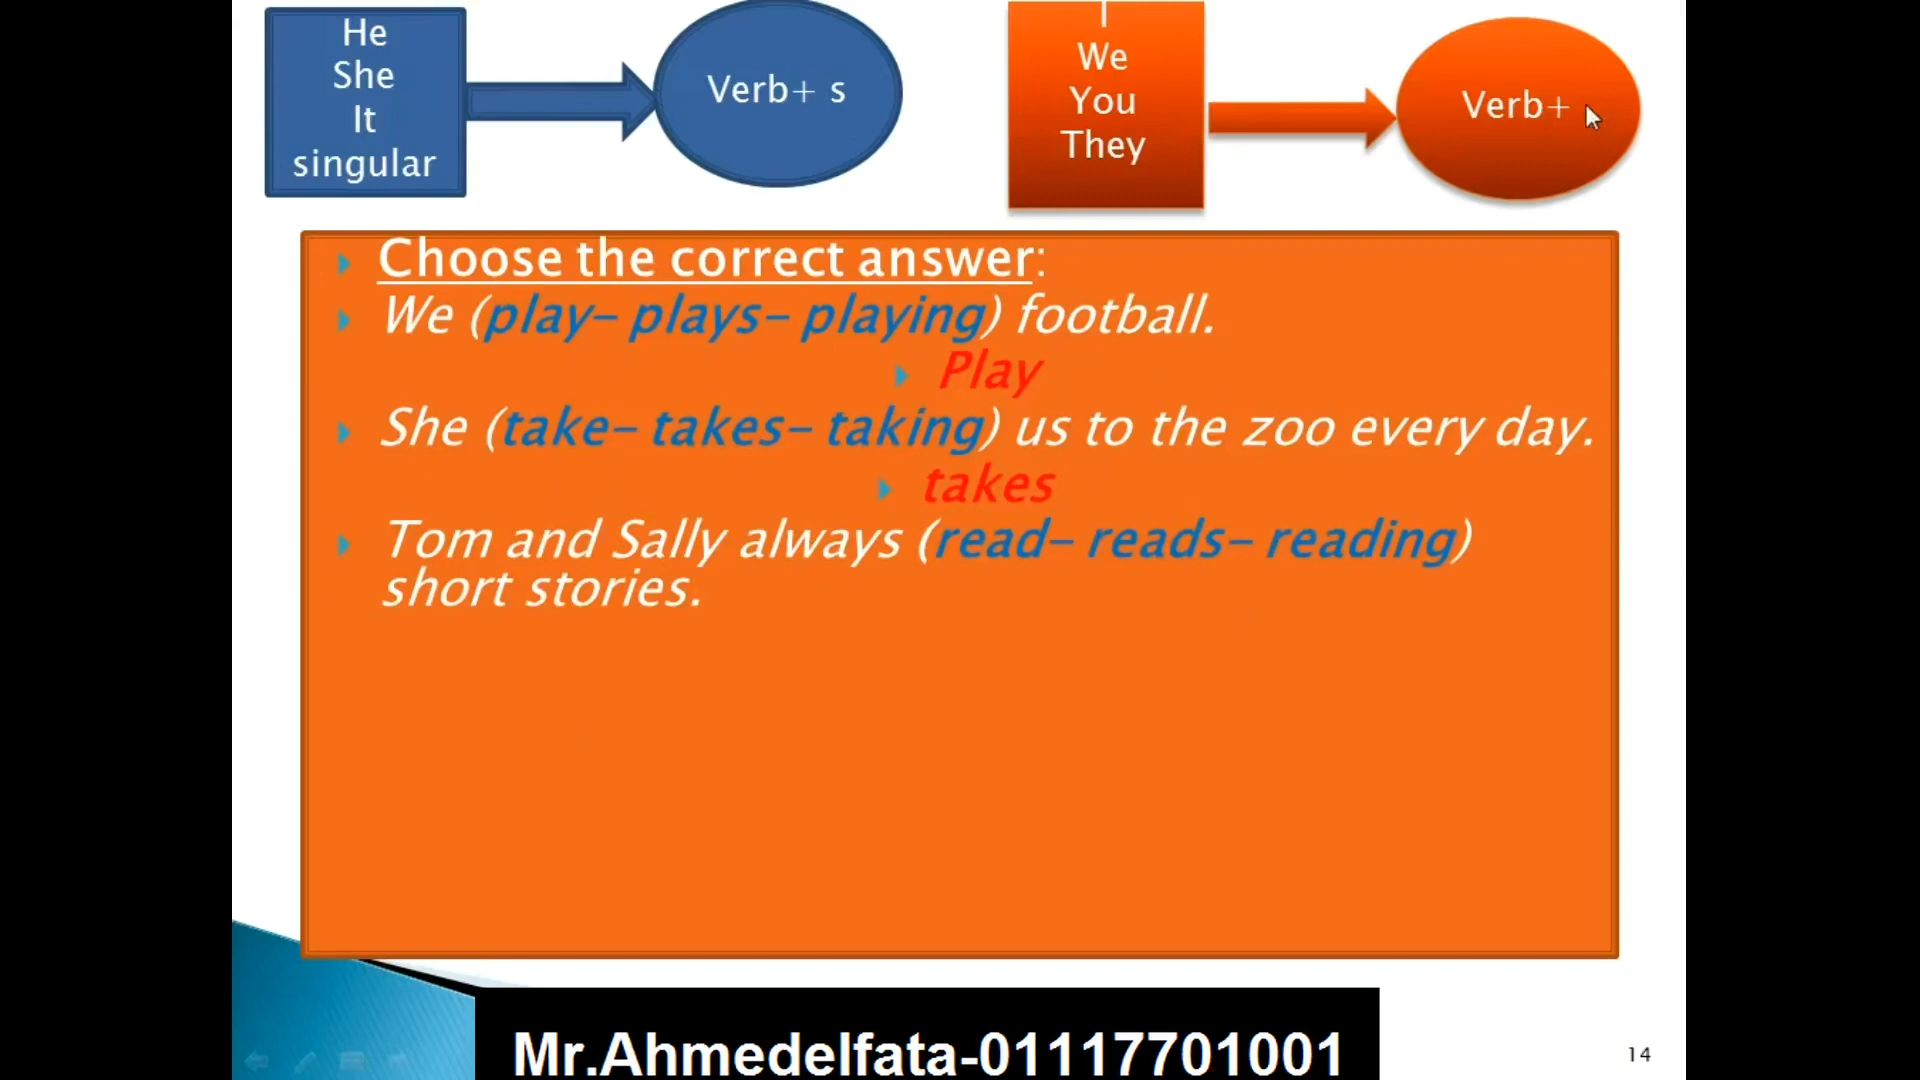 He
She
It
singular
Verb+ s
I
We
You
They
Verb+
Choose the correct answer:
We (play- plays- playing) football.
Play
She (take- takes- taking) us to the zoo every day.
takes
Tom and Sally always (read- reads- reading)
short stories.
Mr.Ahmedelfata-01117701001
14